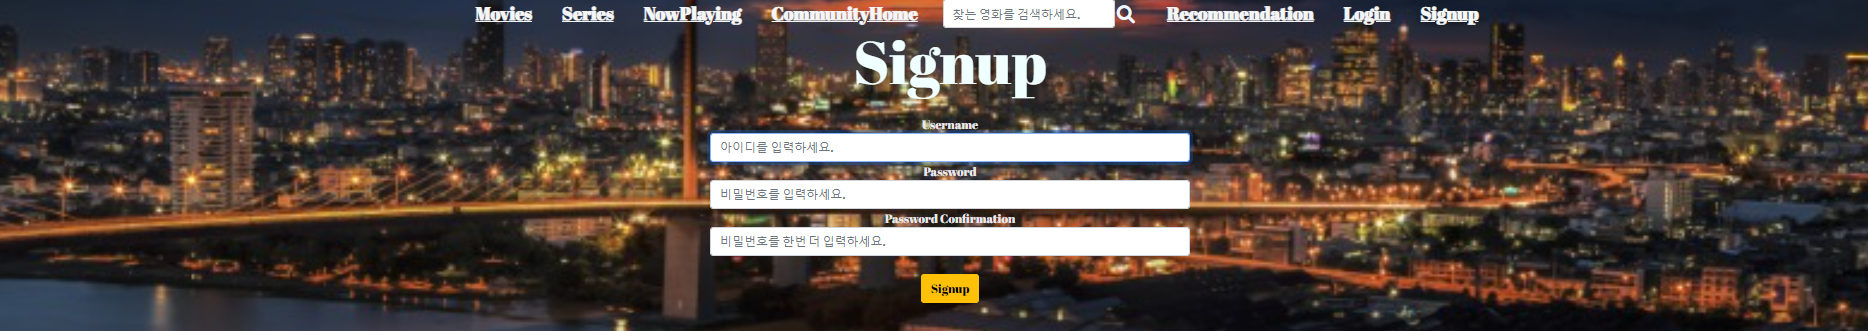 Movies Series NowPlaying CommunityHome 찾는 영화를 검색하세요. Recommendation Login Signup
Signup
Username
아이디를 입력하세요.
Password
비밀번호를 입력하세요.
Password Confirmation
비밀번호를 한번 더 입력하세요.
Signup